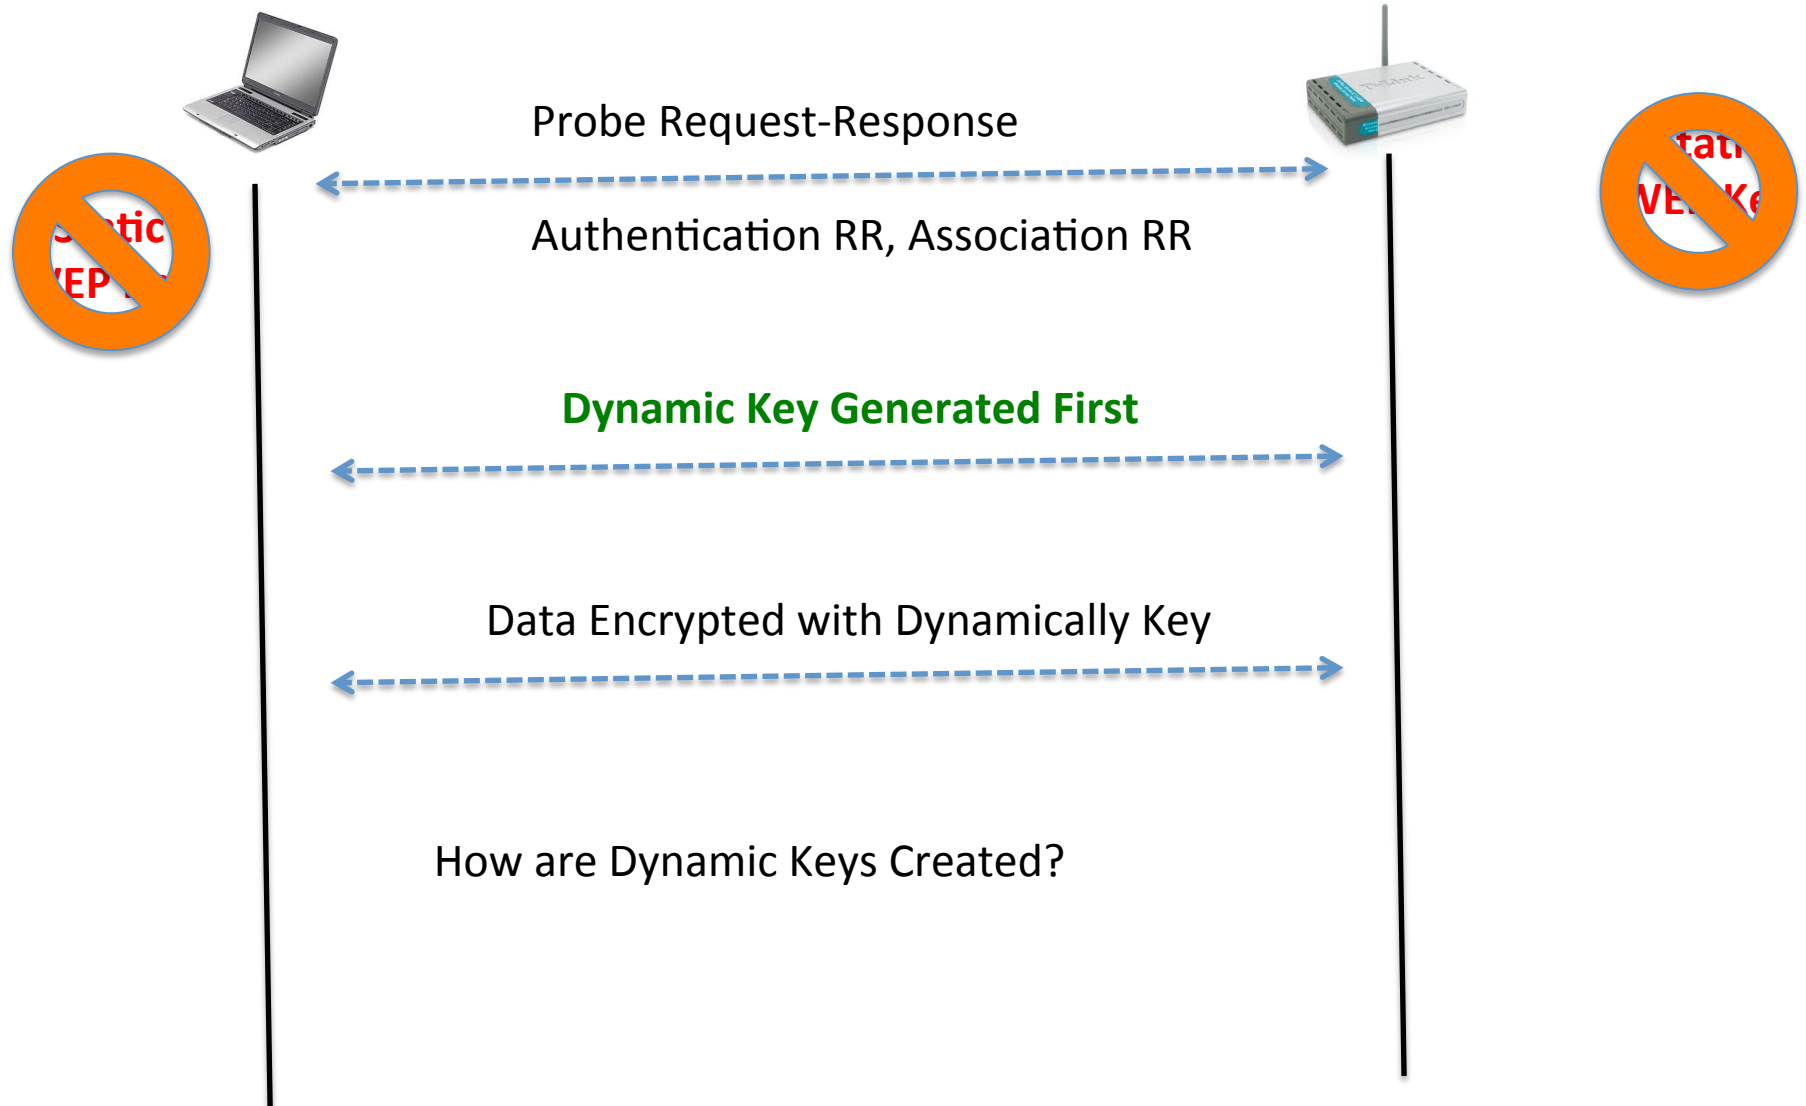 Probe Request-Response
Authentication RR, Association RR
Dynamic Key Generated First
Data Encrypted with Dynamically Key
How are Dynamic Keys Created?